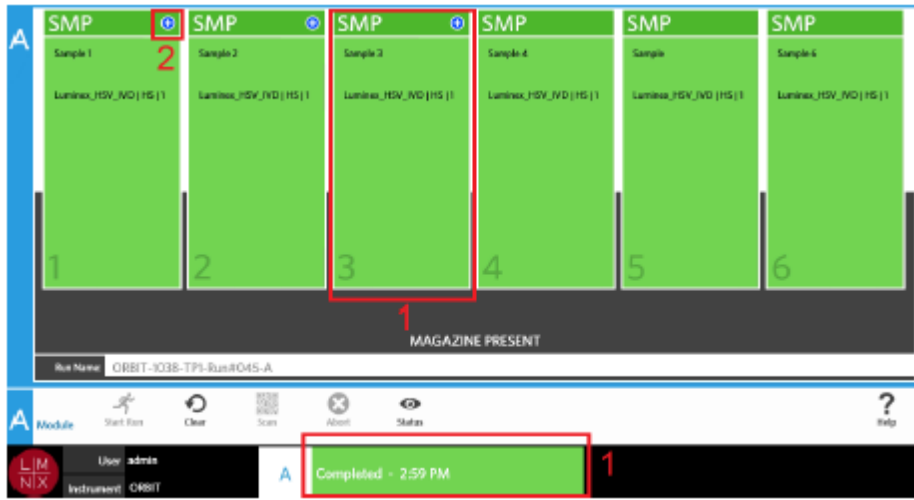 A
SMP
SMP
SMP
SMP
SMP
SMP
2
Sample 1
Sample 2
Sample 3
Sample 4
Sample
Sample 6
Luminex_HSV_IVD | HS | 1
Luminex_HSV_IVD | HS | 1
Luminex_HSV_IVD | HS | 1
Luminex_HSV_IVD | HS | 1
Luminex_HSV_IVD | HS | 1
Luminex_HSV_IVD | HS | 1
1
2
3
4
5
6
1
MAGAZINE PRESENT
Run Name ORBIT-1038-TP1-Run#045-A
A Module
Start Run
Clear
Scan
Abort
Status
?
Help
LM
NX
User admin
Instrument ORBIT
A
Completed - 2:59 PM
1